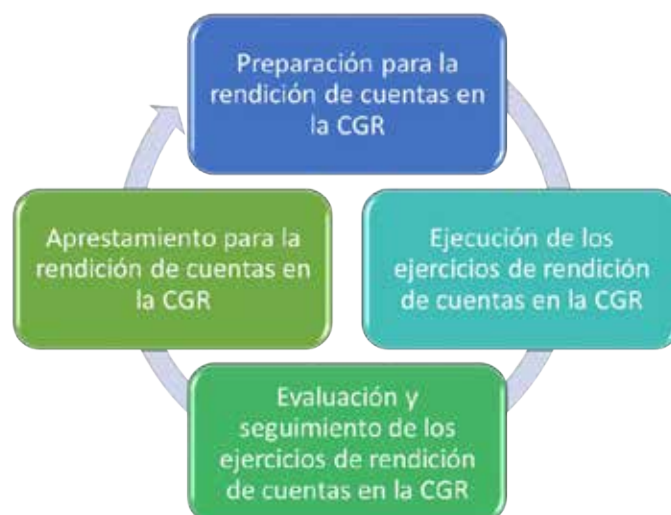 Preparación para la
rendición de cuentas en
la CGR
Aprestamiento para la
rendición de cuentas en
la CGR
Ejecución de los
ejercicios de rendición
de cuentas en la CGR
Evaluación y
seguimiento de los
ejercicios de rendición
de cuentas en la CGR